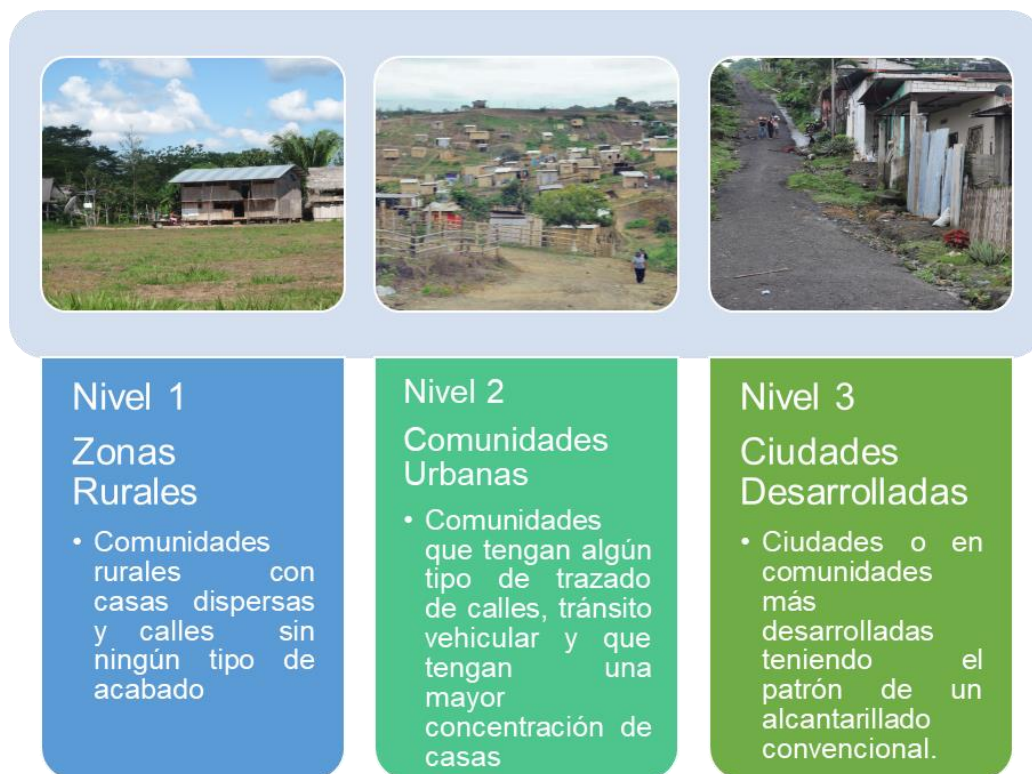 Nivel 1
Zonas
Rurales
• Comunidades
rurales con
casas dispersas
y calles sin
ningún tipo de
acabado
Nivel 2
Comunidades
Urbanas
• Comunidades
que tengan algún
tipo de trazado
de calles, tránsito
vehicular y que
tengan una
mayor
concentración de
casas
Nivel 3
Ciudades
Desarrolladas
• Ciudades o en
comunidades
más
desarrolladas
teniendo el
patrón de un
alcantarillado
convencional.